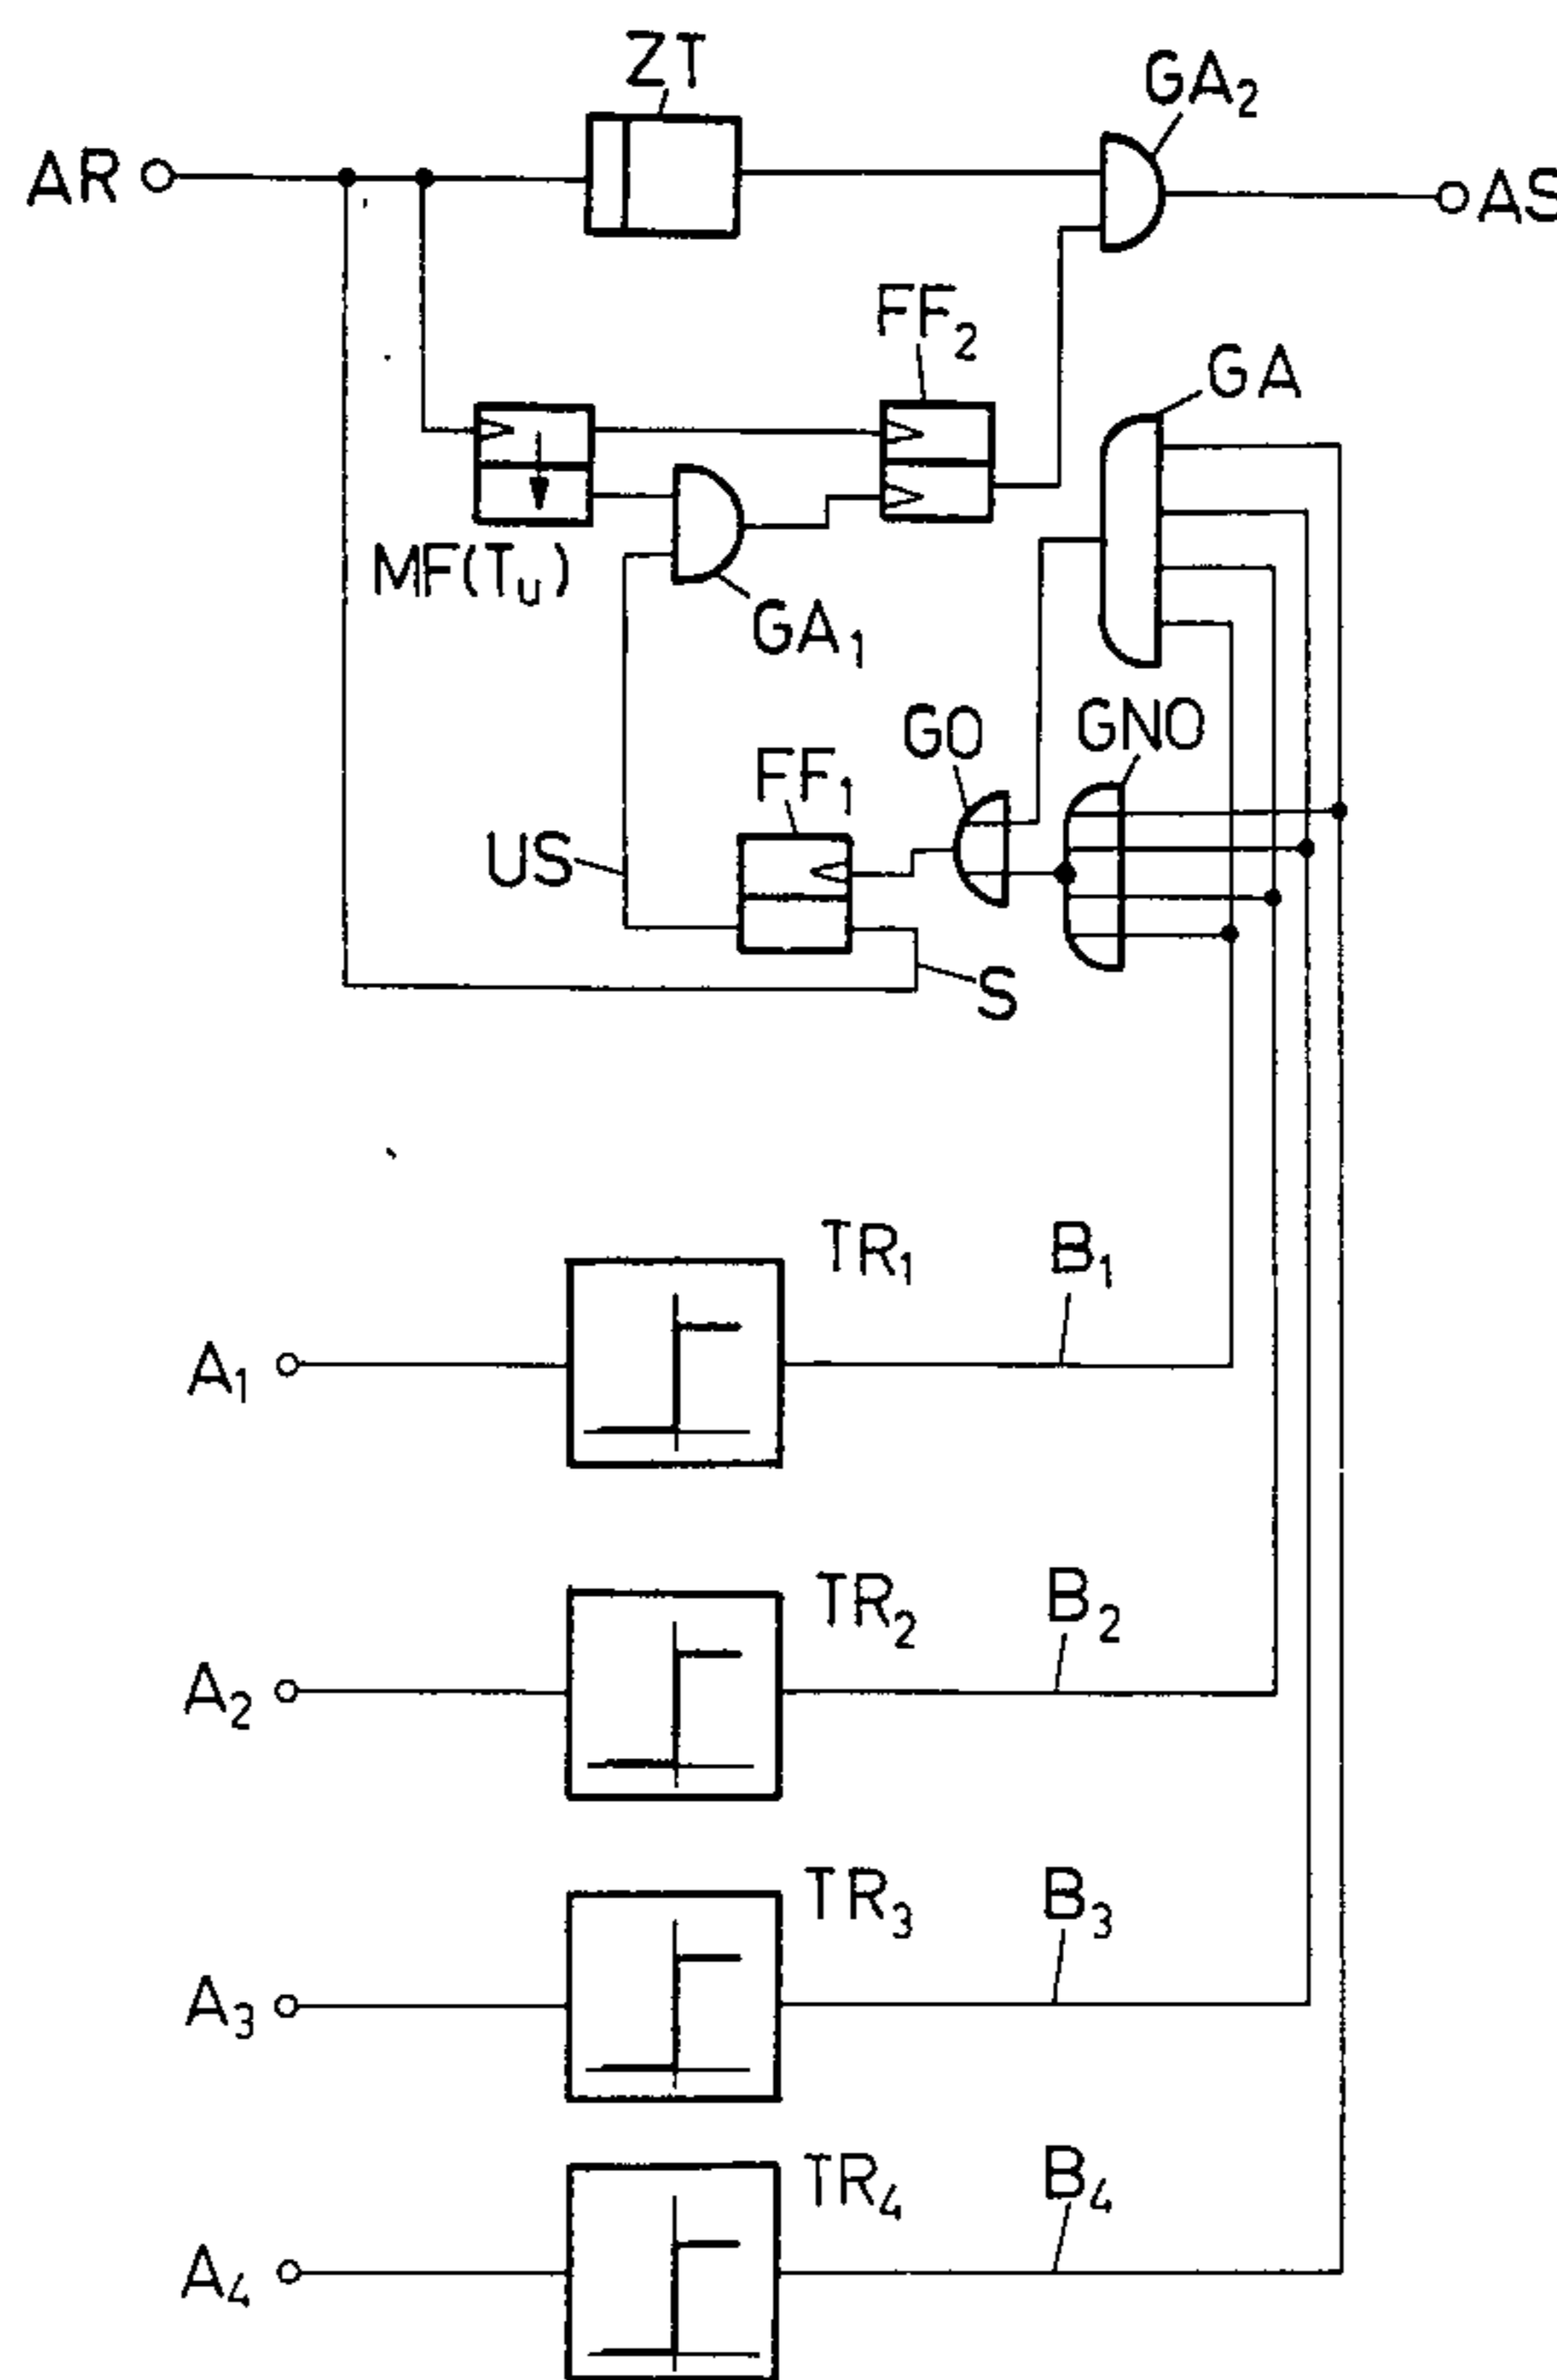 ZT
GA₂
AR
AS
FF₂
GA
MF(Tᵤ)
GA₁
GO
GNO
FF₁
US
S
TR₁
B₁
A₁
TR₂
B₂
A₂
TR₃
B₃
A₃
TR₄
B₄
A₄